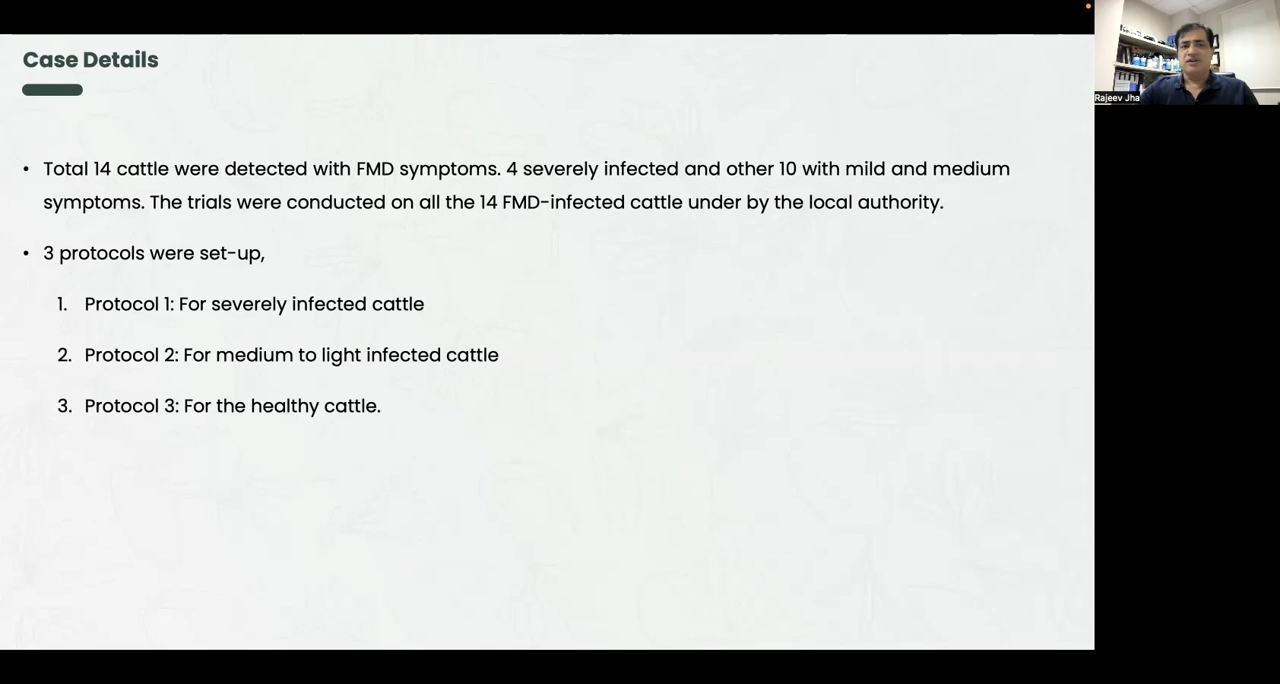 Case Details
• Total 14 cattle were detected with FMD symptoms. 4 severely infected and other 10 with mild and medium
symptoms. The trials were conducted on all the 14 FMD-infected cattle under by the local authority.
• 3 protocols were set-up,
1. Protocol 1: For severely infected cattle
2. Protocol 2: For medium to light infected cattle
3. Protocol 3: For the healthy cattle.
Rajeev Jha